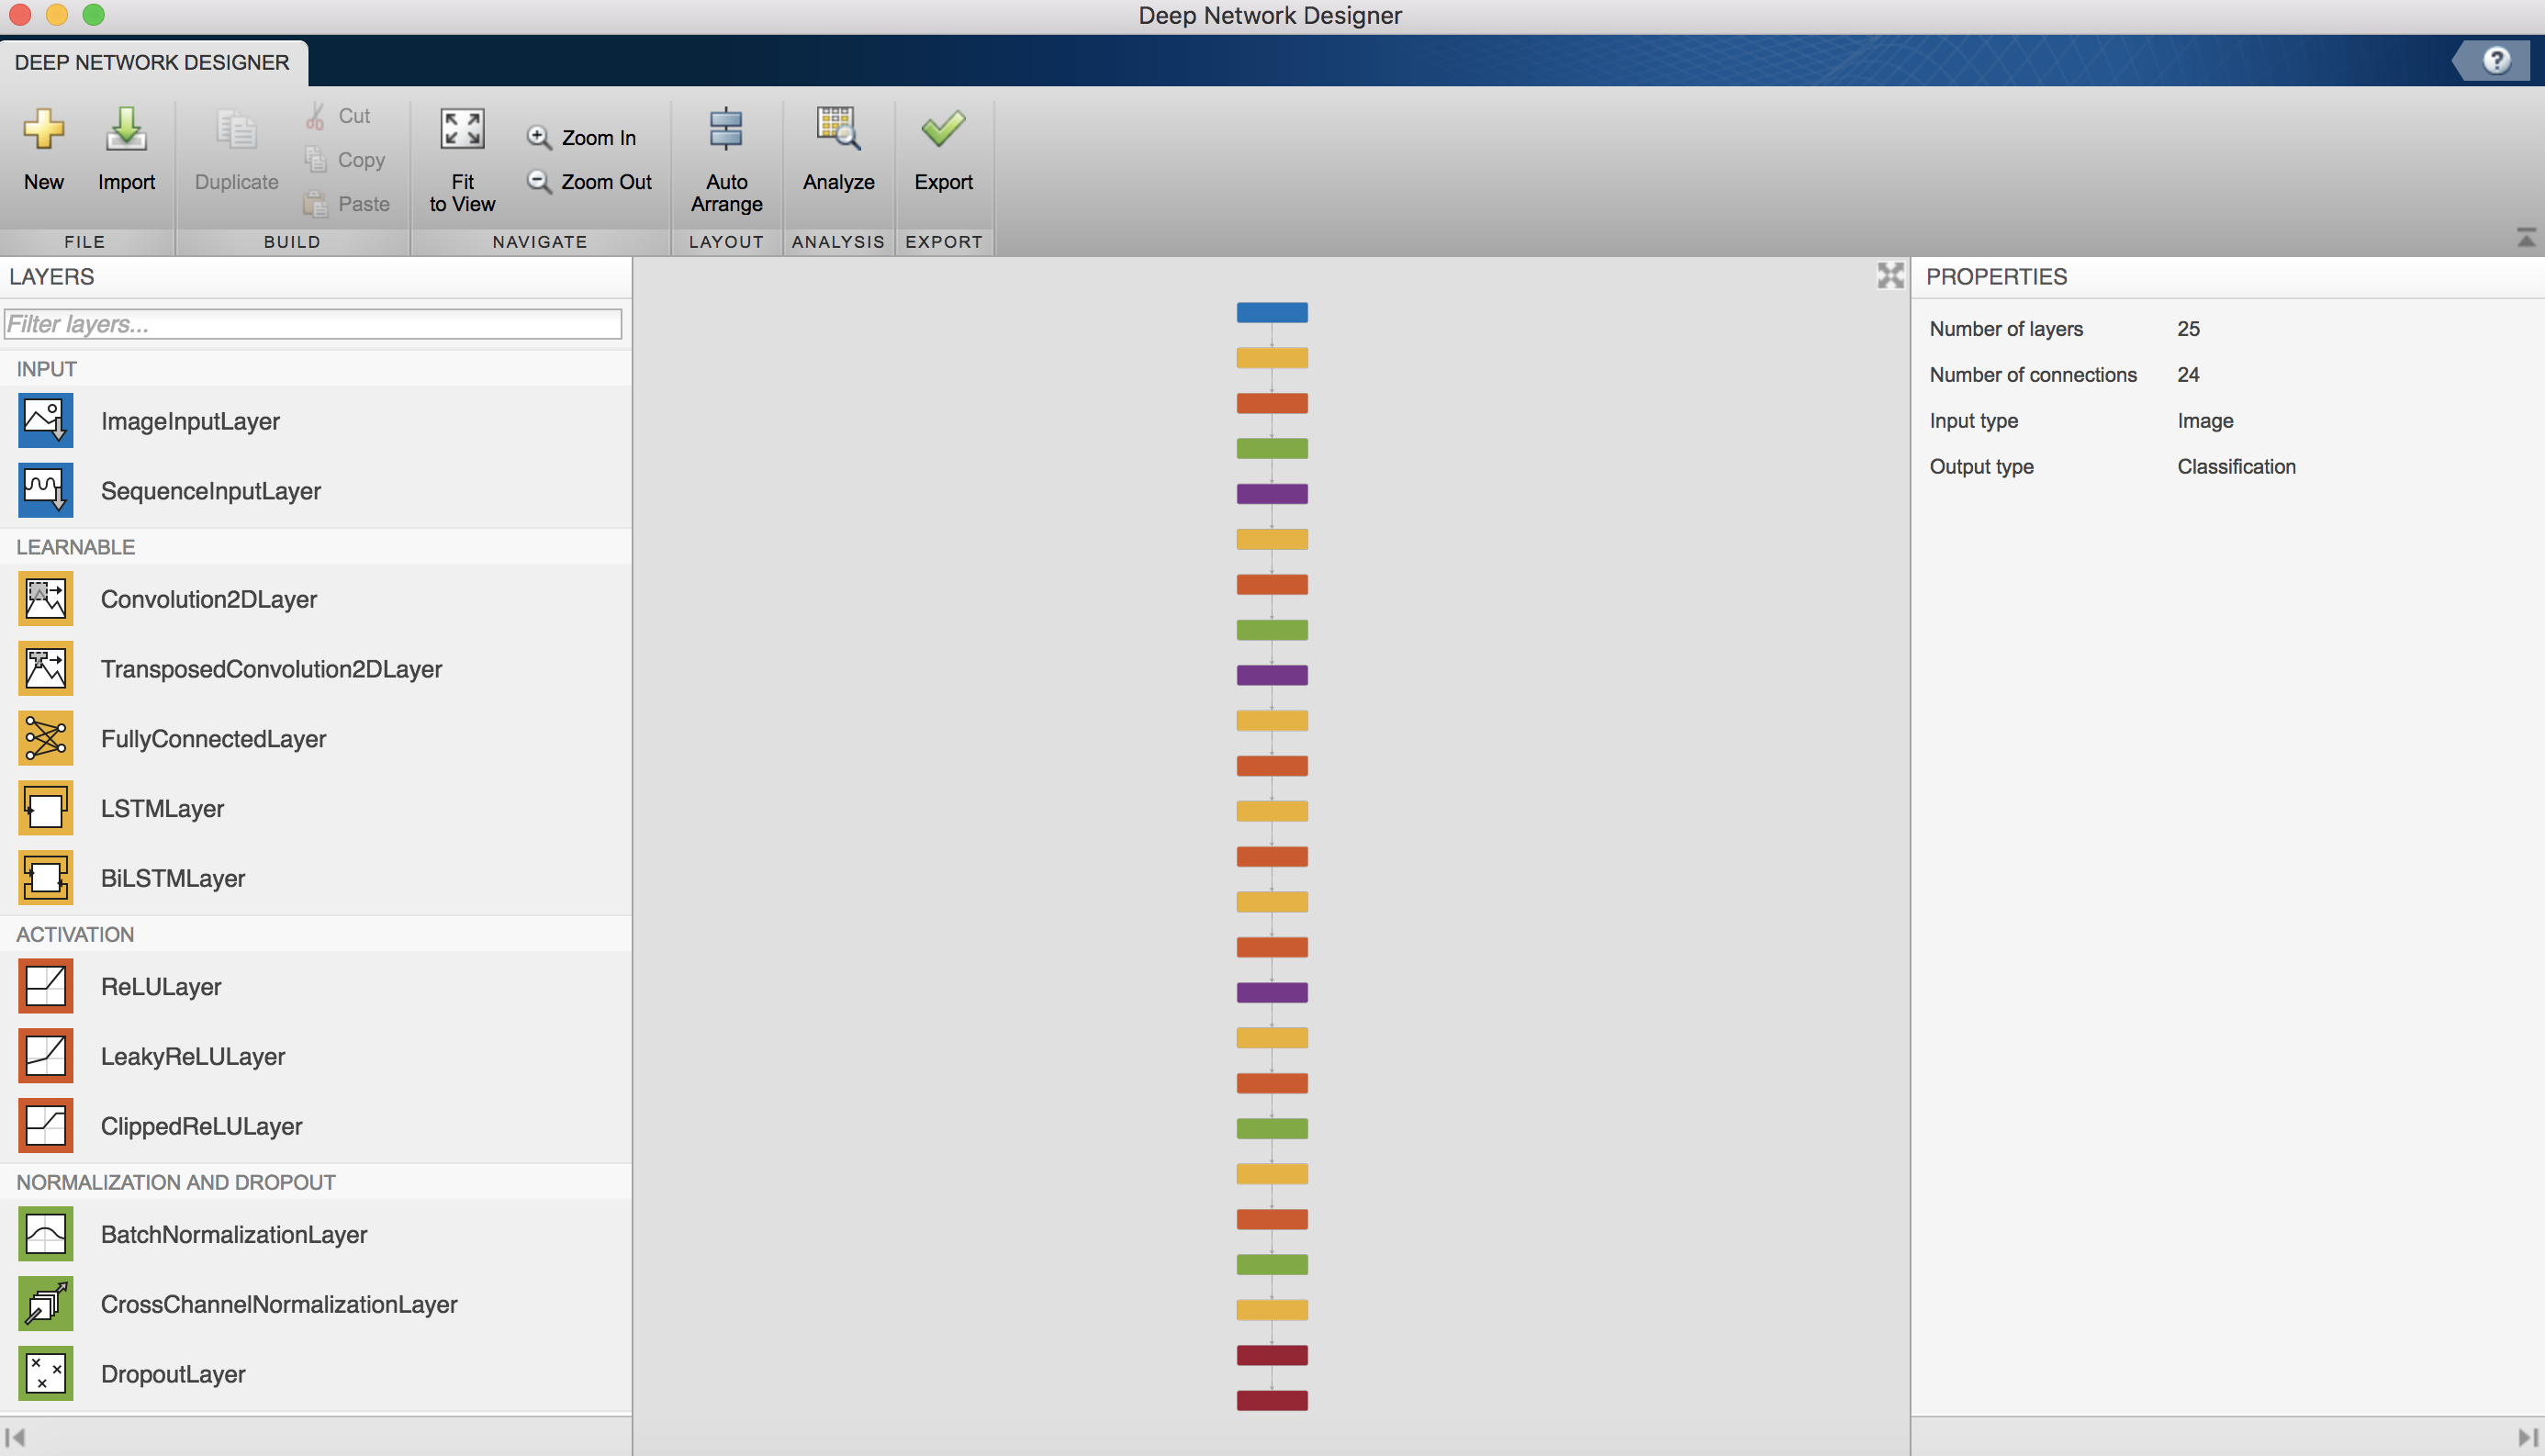 Deep Network Designer
DEEP NETWORK DESIGNER
?
New
Import
Duplicate
Cut
Copy
Paste
Fit
to View
Zoom In
Zoom Out
Auto
Arrange
Analyze
Export
FILE
BUILD
NAVIGATE
LAYOUT
ANALYSIS
EXPORT
LAYERS
Filter layers...
INPUT
ImageInputLayer
SequenceInputLayer
LEARNABLE
Convolution2DLayer
TransposedConvolution2DLayer
FullyConnectedLayer
LSTMLayer
BiLSTMLayer
ACTIVATION
ReLULayer
LeakyReLULayer
ClippedReLULayer
NORMALIZATION AND DROPOUT
BatchNormalizationLayer
CrossChannelNormalizationLayer
DropoutLayer
PROPERTIES
Number of layers 25
Number of connections 24
Input type Image
Output type Classification